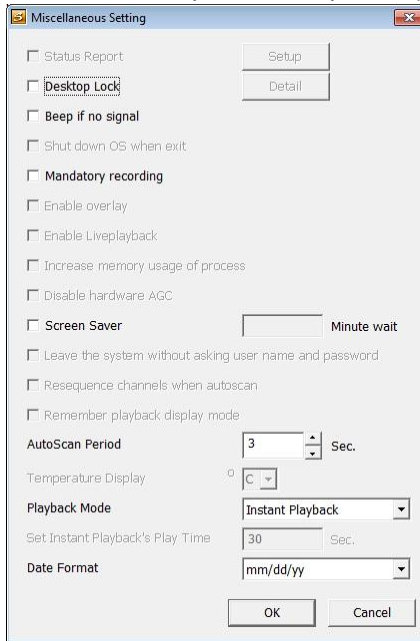 Miscellaneous Setting
Status Report Setup
Desktop Lock Detail
Beep if no signal
Shut down OS when exit
Mandatory recording
Enable overlay
Enable Liveplayback
Increase memory usage of process
Disable hardware AGC
Screen Saver Minute wait
Leave the system without asking user name and password
Resequence channels when autoscan
Remember playback display mode
AutoScan Period 3 Sec.
Temperature Display ° C
Playback Mode Instant Playback
Set Instant Playback's Play Time 30 Sec.
Date Format mm/dd/yy
OK Cancel